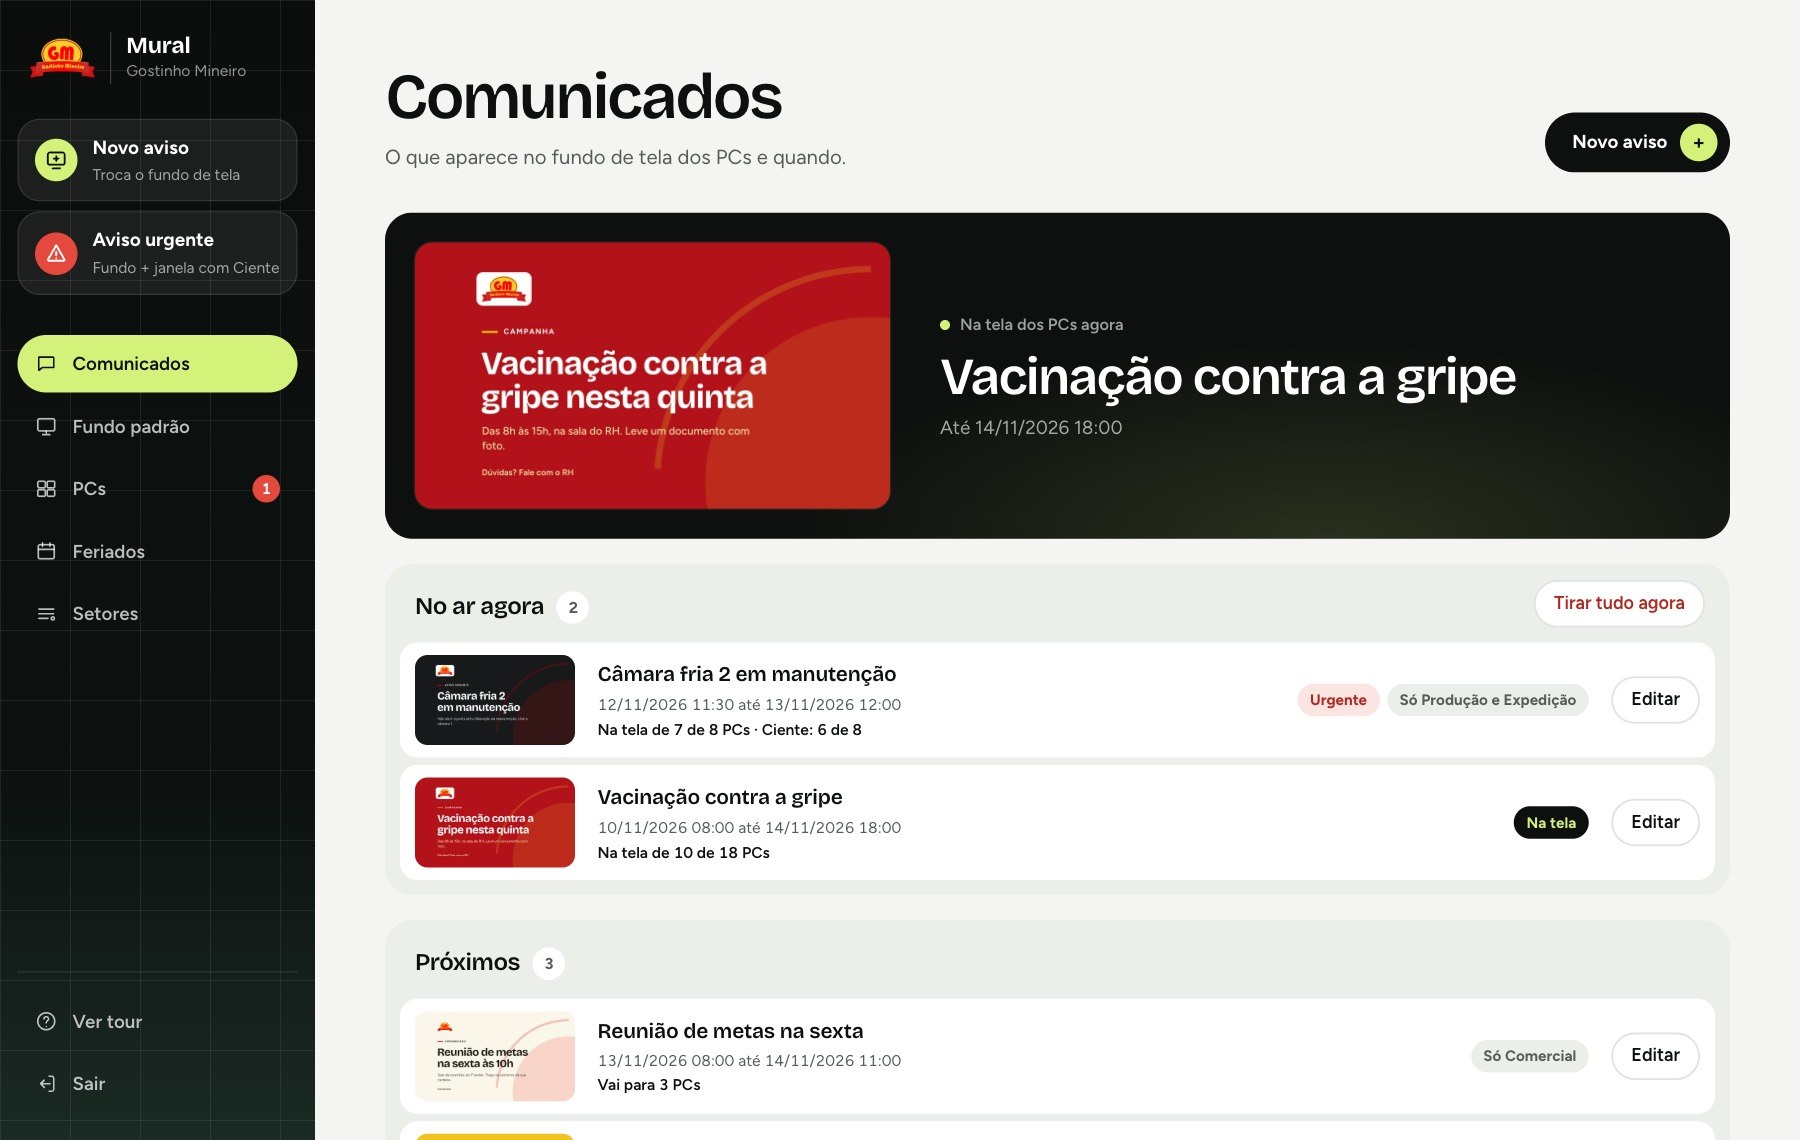 GM
Mural
Gostinho Mineiro
Novo aviso
Troca o fundo de tela
Aviso urgente
Fundo + janela com Ciente
Comunicados
Fundo padrão
PCs 1
Feriados
Setores
Ver tour
Sair
Comunicados
O que aparece no fundo de tela dos PCs e quando.
Novo aviso +
GM
CAMPANHA
Vacinação contra a
gripe nesta quinta
Das 8h às 15h, na sala do RH. Leve um documento com
foto.
Dúvidas? Fale com o RH
Na tela dos PCs agora
Vacinação contra a gripe
Até 14/11/2026 18:00
No ar agora 2
Tirar tudo agora
Câmara fria 2
em manutenção
Câmara fria 2 em manutenção
12/11/2026 11:30 até 13/11/2026 12:00
Na tela de 7 de 8 PCs · Ciente: 6 de 8
Urgente
Só Produção e Expedição
Editar
Vacinação contra a
gripe nesta quinta
Vacinação contra a gripe
10/11/2026 08:00 até 14/11/2026 18:00
Na tela de 10 de 18 PCs
Na tela
Editar
Próximos 3
Reunião de metas
na sexta às 10h
Reunião de metas na sexta
13/11/2026 08:00 até 14/11/2026 11:00
Vai para 3 PCs
Só Comercial
Editar